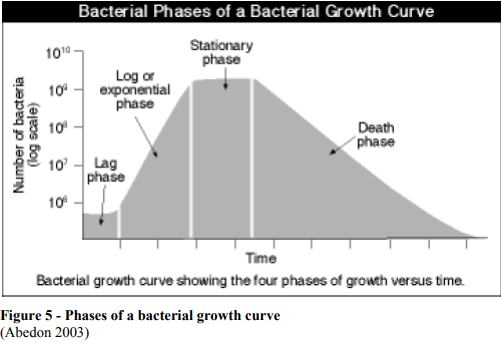 Bacterial Phases of a Bacterial Growth Curve
Number of bacteria
(log scale)
10¹⁰
10⁹
10⁸
10⁷
10⁶
Lag
phase
Log or
exponential
phase
Stationary
phase
Death
phase
Time
Bacterial growth curve showing the four phases of growth versus time.
Figure 5 - Phases of a bacterial growth curve
(Abedon 2003)